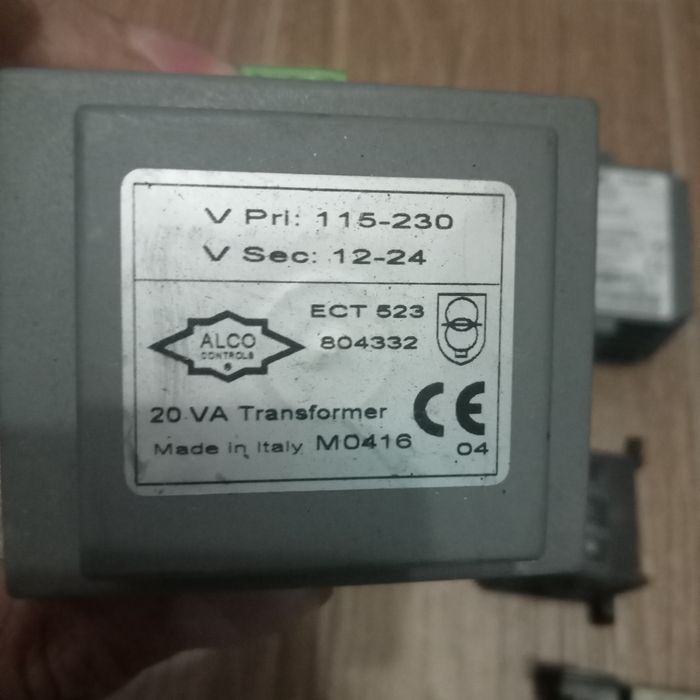 V Pri: 115-230
V Sec: 12-24
ECT 523
804332
ALCO
CONTROLS
®
20 VA Transformer
CE
Made in Italy M0416
04